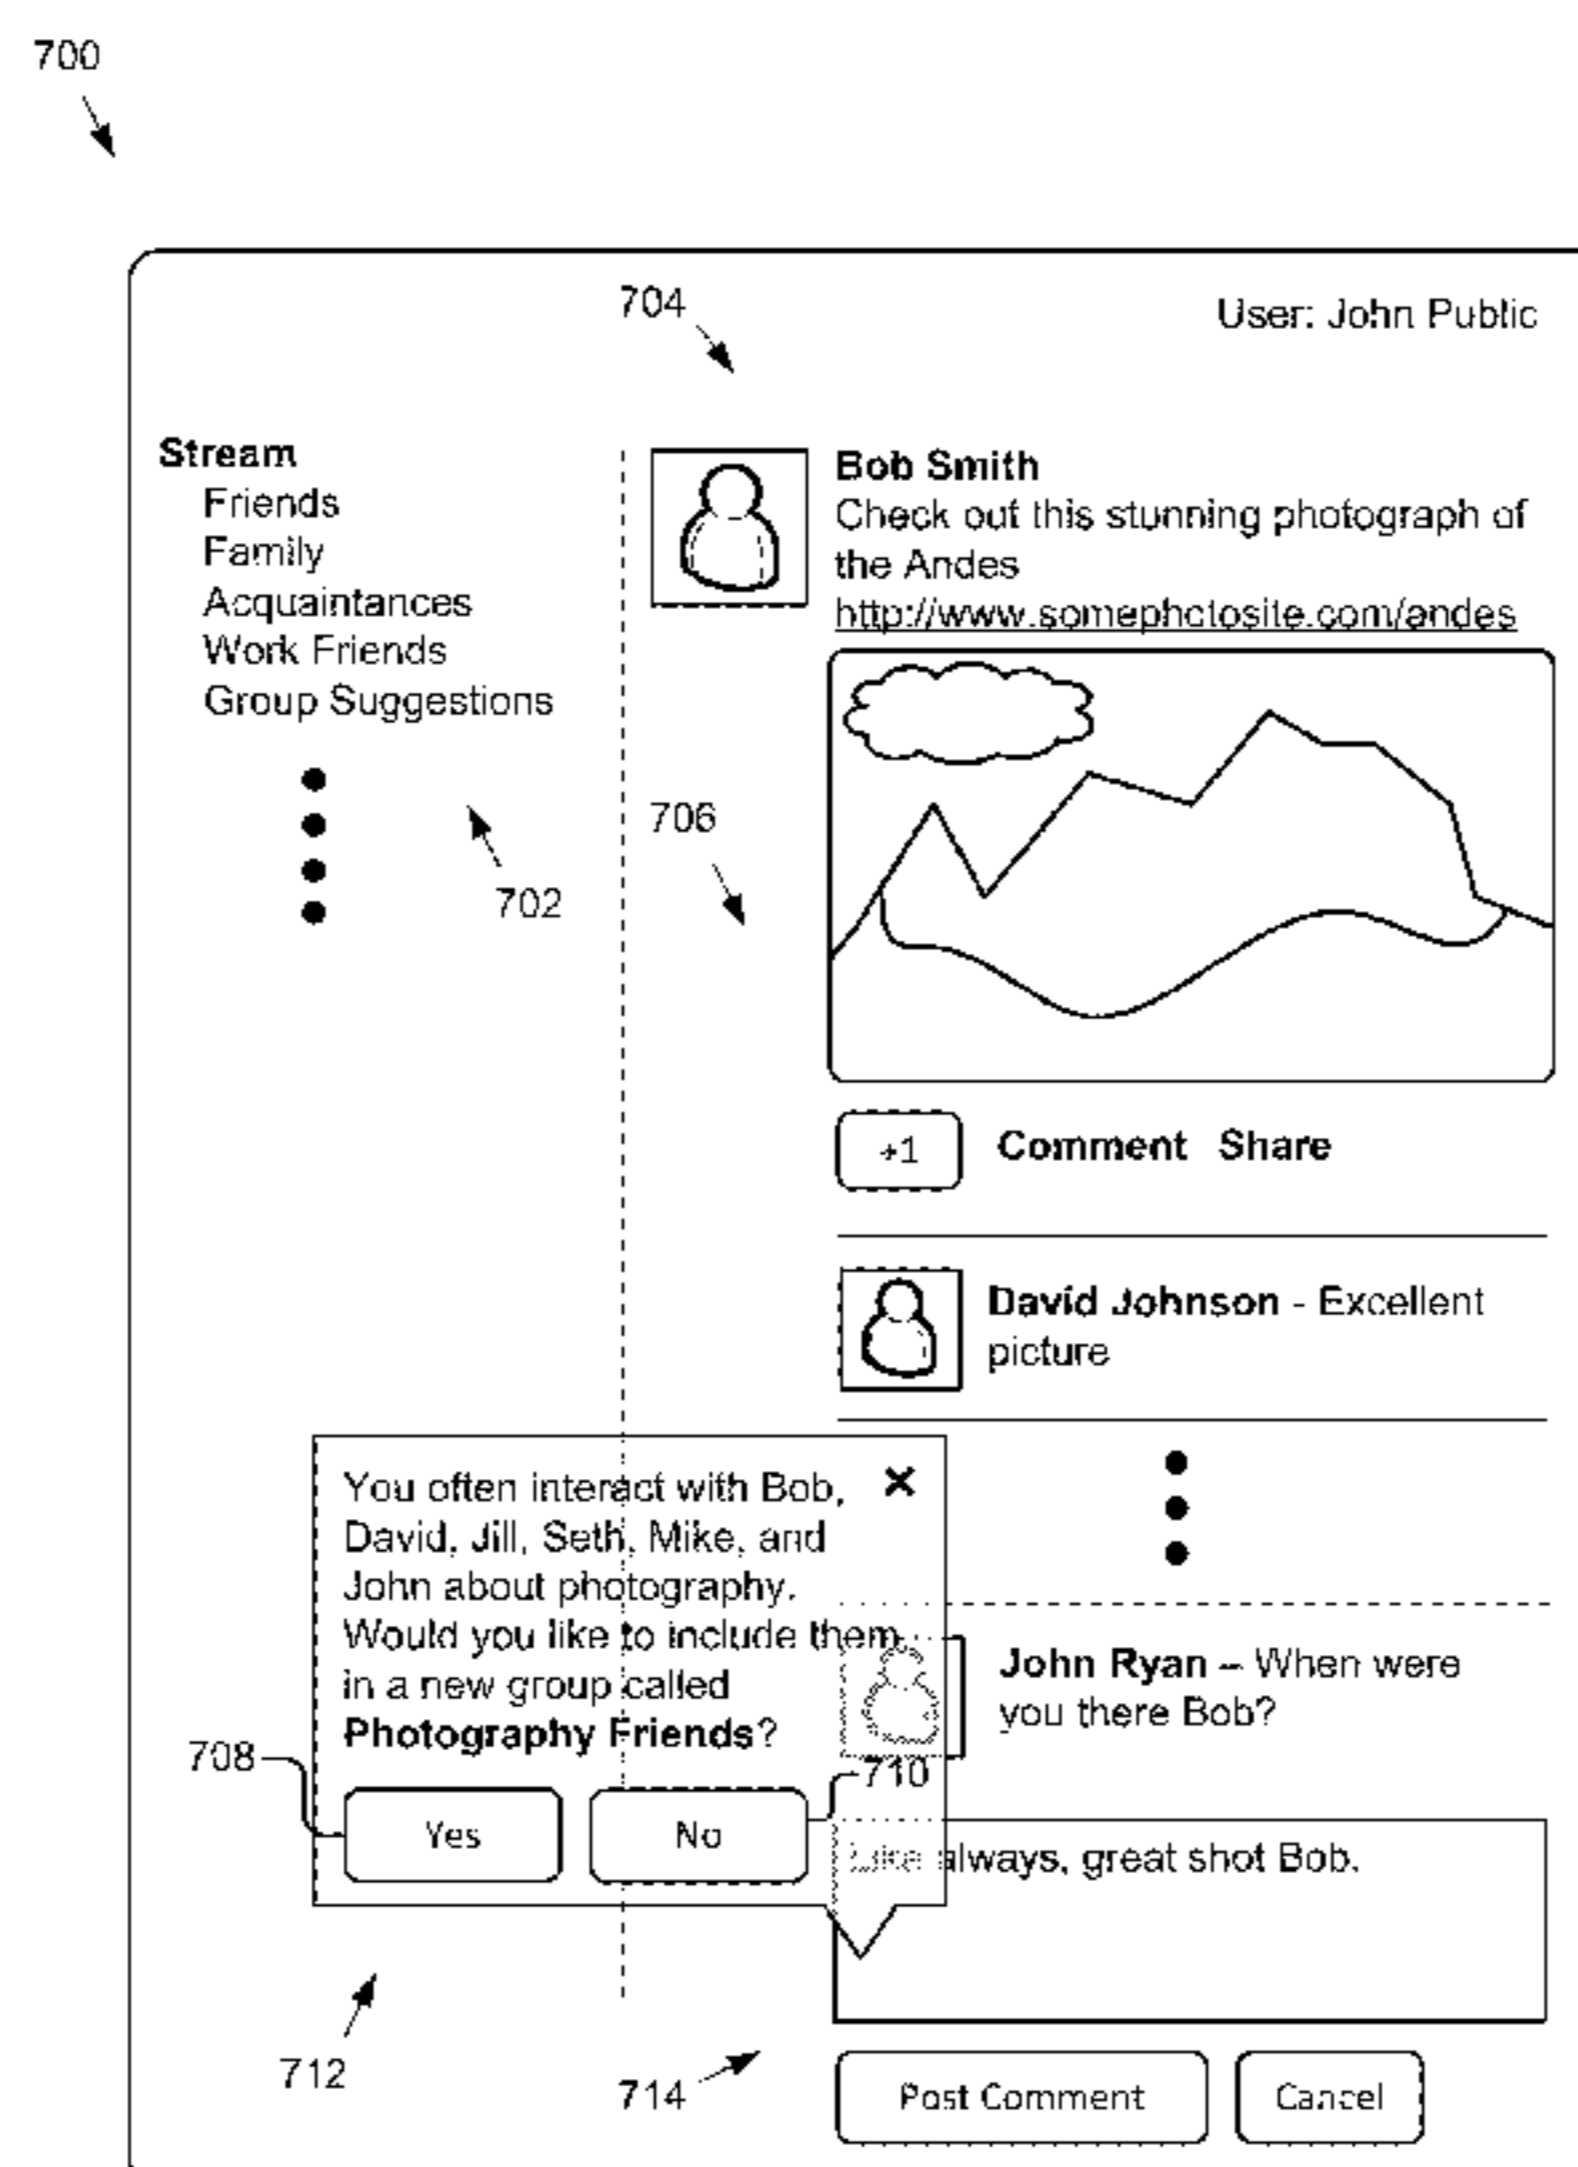 700
704
User: John Public
Stream
Friends
Family
Acquaintances
Work Friends
Group Suggestions
702
Bob Smith
Check out this stunning photograph of
the Andes
http://www.somephotosite.com/andes
706
+1
Comment Share
David Johnson - Excellent
picture
You often interact with Bob,
David, Jill, Seth, Mike, and
John about photography.
Would you like to include them
in a new group called
Photography Friends?
708
Yes
No
710
John Ryan – When were
you there Bob?
always, great shot Bob.
712
714
Post Comment
Cancel